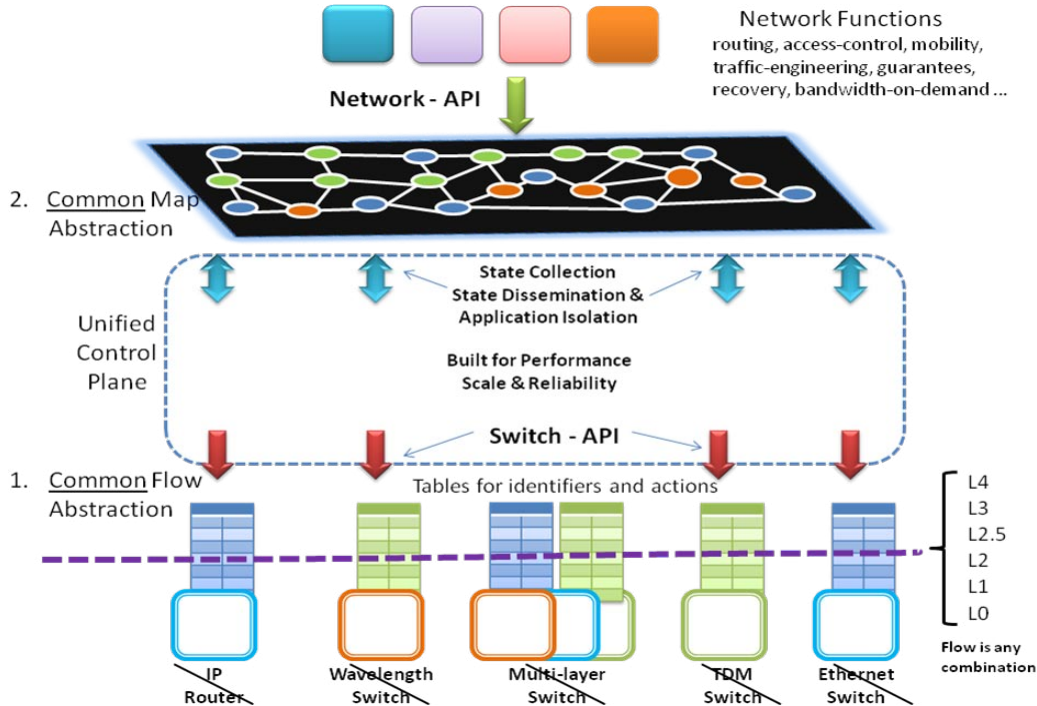 Network Functions
routing, access-control, mobility,
traffic-engineering, guarantees,
recovery, bandwidth-on-demand ...
Network - API
2. Common Map
Abstraction
State Collection
State Dissemination &
Application Isolation
Unified
Control
Plane
Built for Performance
Scale & Reliability
Switch - API
1. Common Flow
Abstraction
Tables for identifiers and actions
L4
L3
L2.5
L2
L1
L0
Flow is any
combination
IP
Router
Wavelength
Switch
Multi-layer
Switch
TDM
Switch
Ethernet
Switch